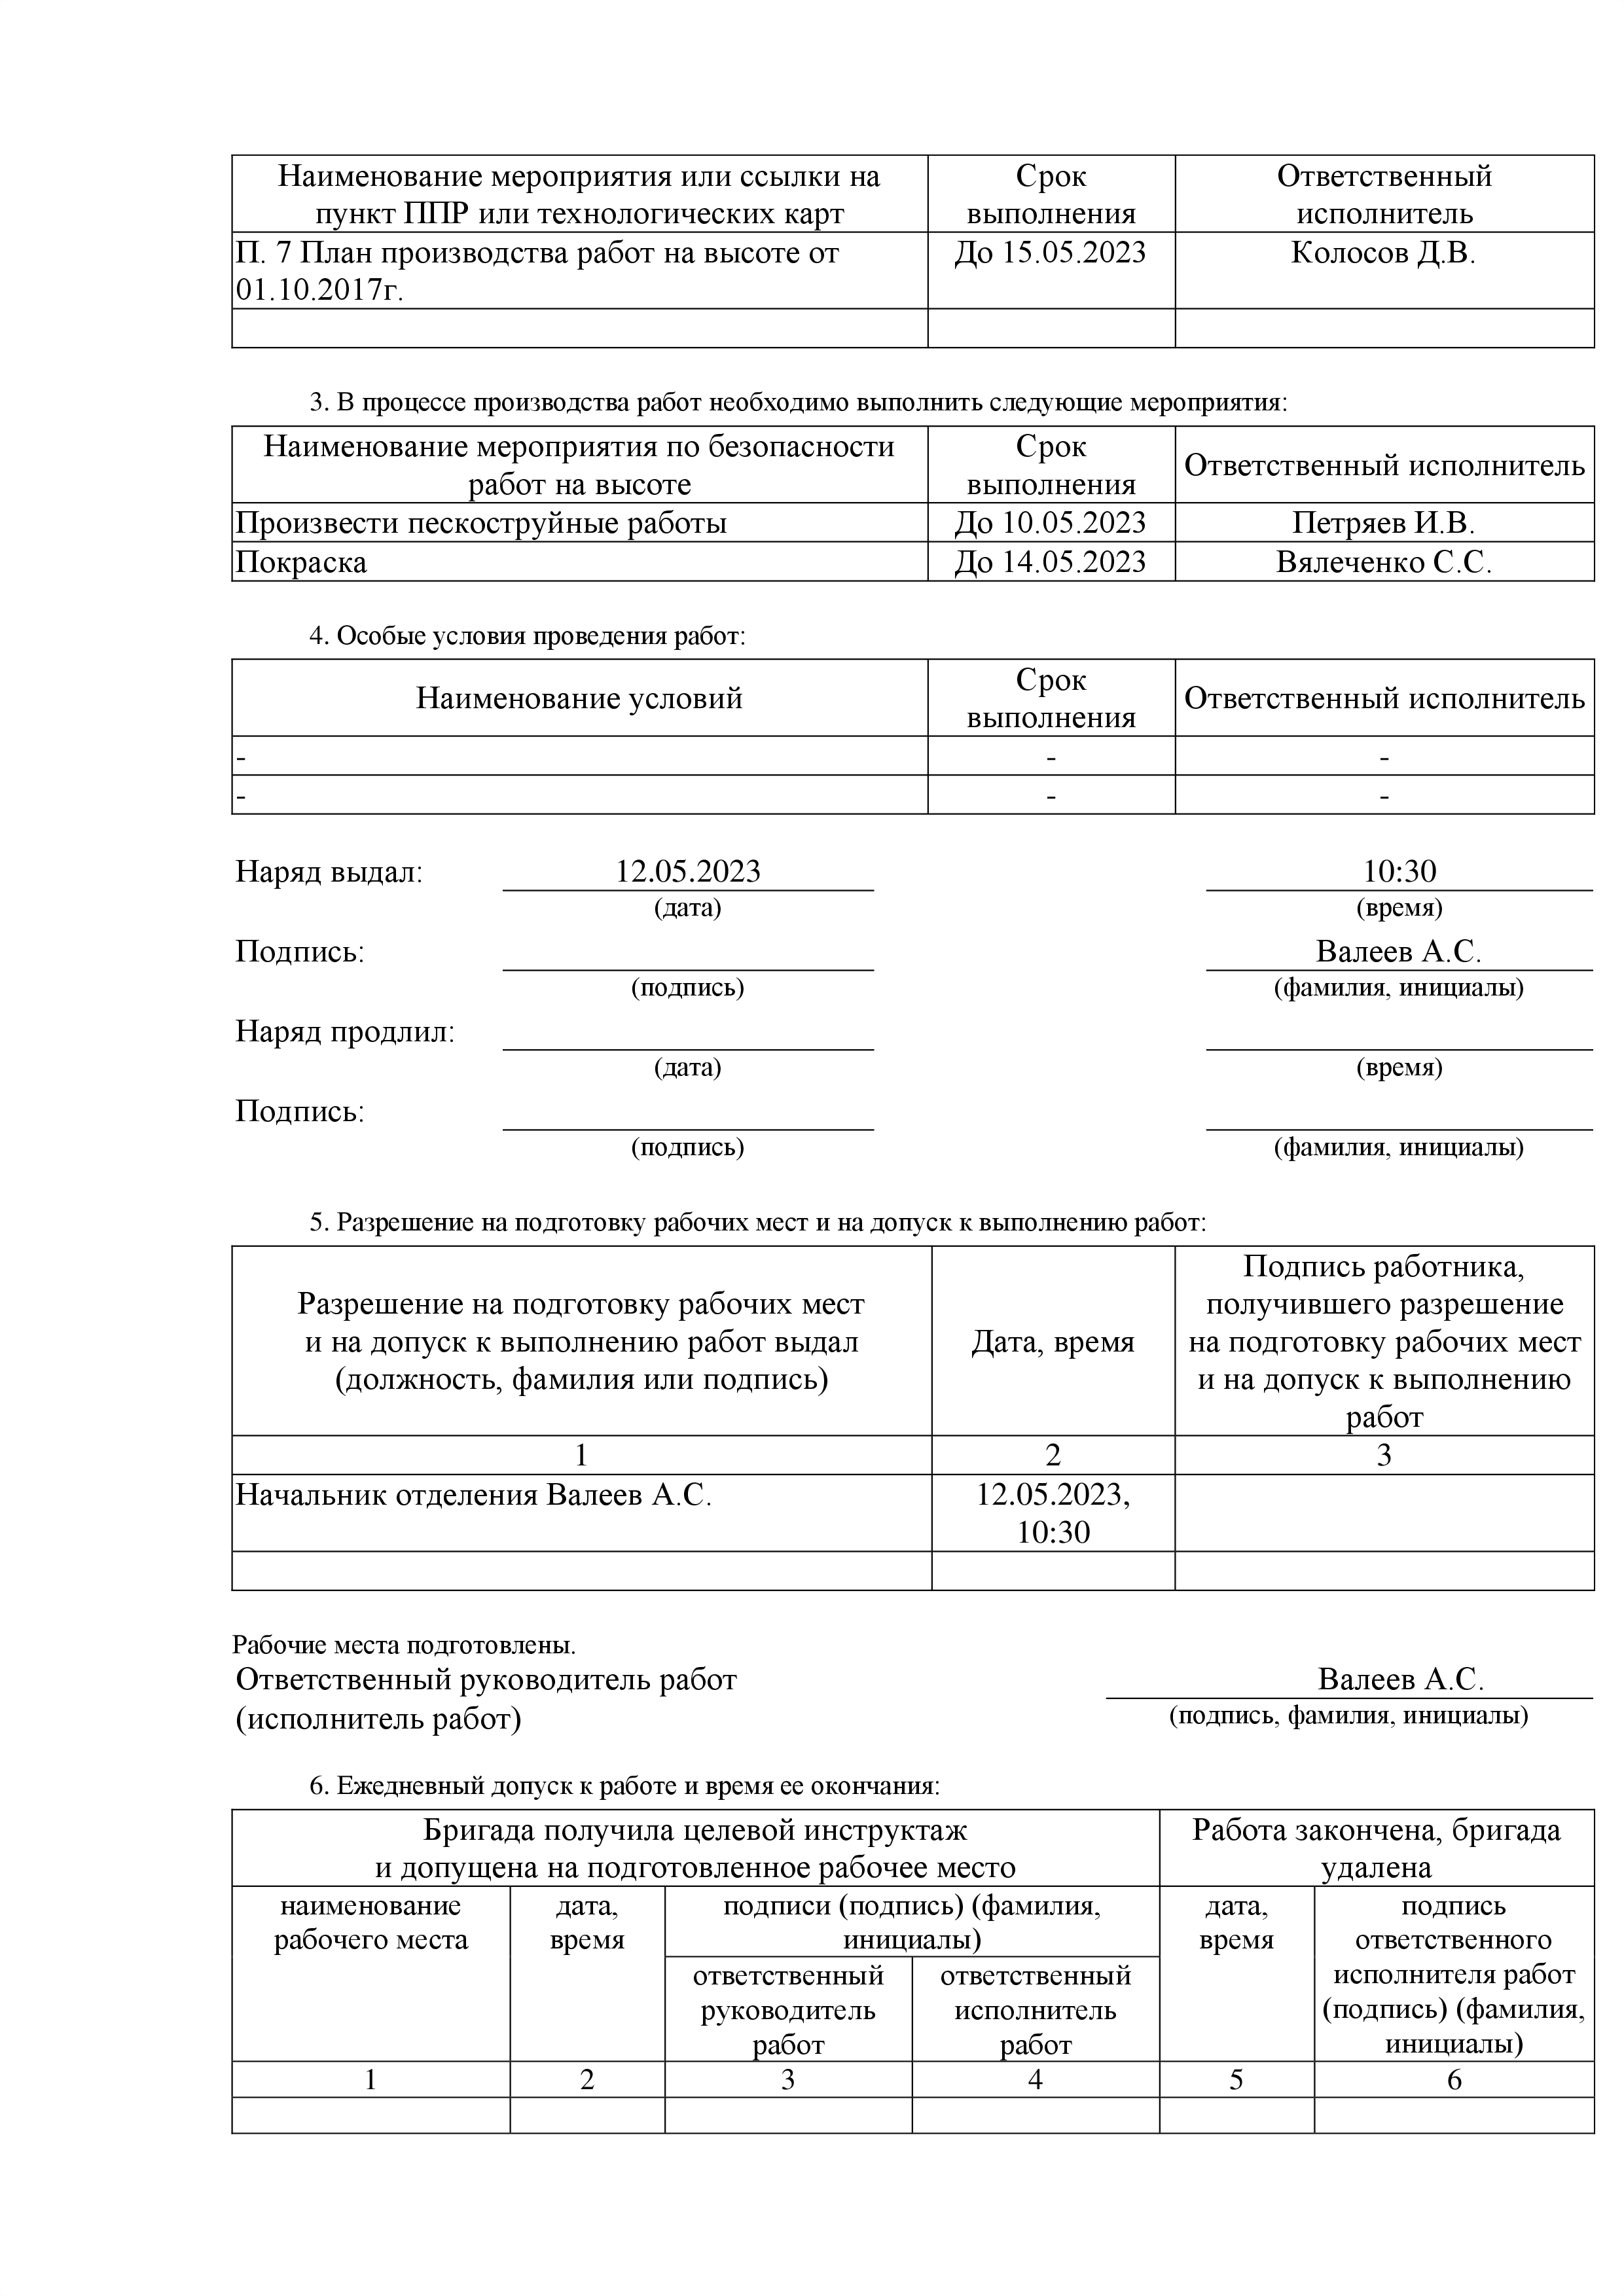 Наименование мероприятия или ссылки на
пункт ППР или технологических карт
Срок
выполнения
Ответственный
исполнитель
П. 7 План производства работ на высоте от
01.10.2017г.
До 15.05.2023
Колосов Д.В.
3. В процессе производства работ необходимо выполнить следующие мероприятия:
Наименование мероприятия по безопасности
работ на высоте
Срок
выполнения
Ответственный исполнитель
Произвести пескоструйные работы
До 10.05.2023
Петряев И.В.
Покраска
До 14.05.2023
Вялеченко С.С.
4. Особые условия проведения работ:
Наименование условий
Срок
выполнения
Ответственный исполнитель
- - -
- - -
Наряд выдал: 12.05.2023 10:30
(дата) (время)
Подпись: Валеев А.С.
(подпись) (фамилия, инициалы)
Наряд продлил:
(дата) (время)
Подпись:
(подпись) (фамилия, инициалы)
5. Разрешение на подготовку рабочих мест и на допуск к выполнению работ:
Разрешение на подготовку рабочих мест
и на допуск к выполнению работ выдал
(должность, фамилия или подпись)
Дата, время
Подпись работника,
получившего разрешение
на подготовку рабочих мест
и на допуск к выполнению
работ
1 2 3
Начальник отделения Валеев А.С.
12.05.2023,
10:30
Рабочие места подготовлены.
Ответственный руководитель работ
(исполнитель работ)
Валеев А.С.
(подпись, фамилия, инициалы)
6. Ежедневный допуск к работе и время ее окончания:
Бригада получила целевой инструктаж
и допущена на подготовленное рабочее место
Работа закончена, бригада
удалена
наименование
рабочего места
дата,
время
подписи (подпись) (фамилия,
инициалы)
ответственный
руководитель
работ
ответственный
исполнитель
работ
дата,
время
подпись
ответственного
исполнителя работ
(подпись) (фамилия,
инициалы)
1 2 3 4 5 6